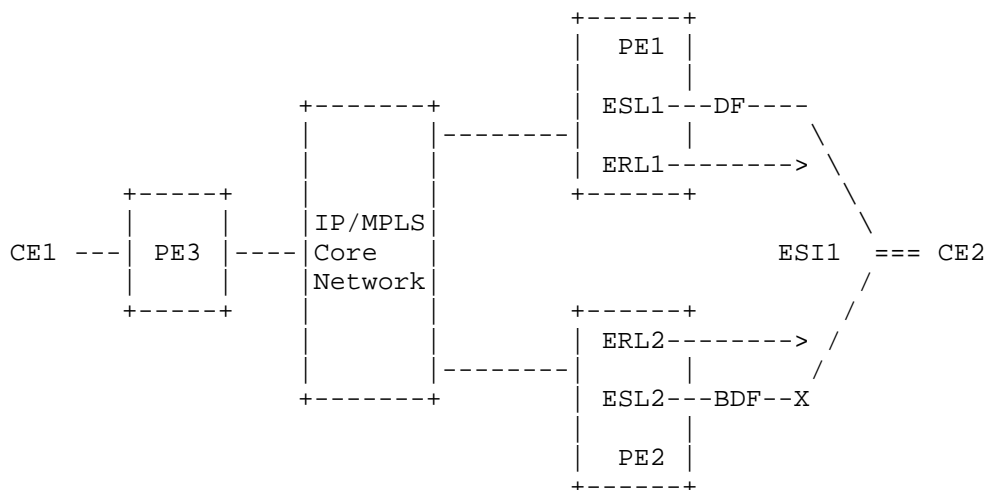 PE1
ESL1 DF
ERL1
IP/MPLS
CE1 PE3 Core ESI1 CE2
Network
ERL2
ESL2 BDF X
PE2